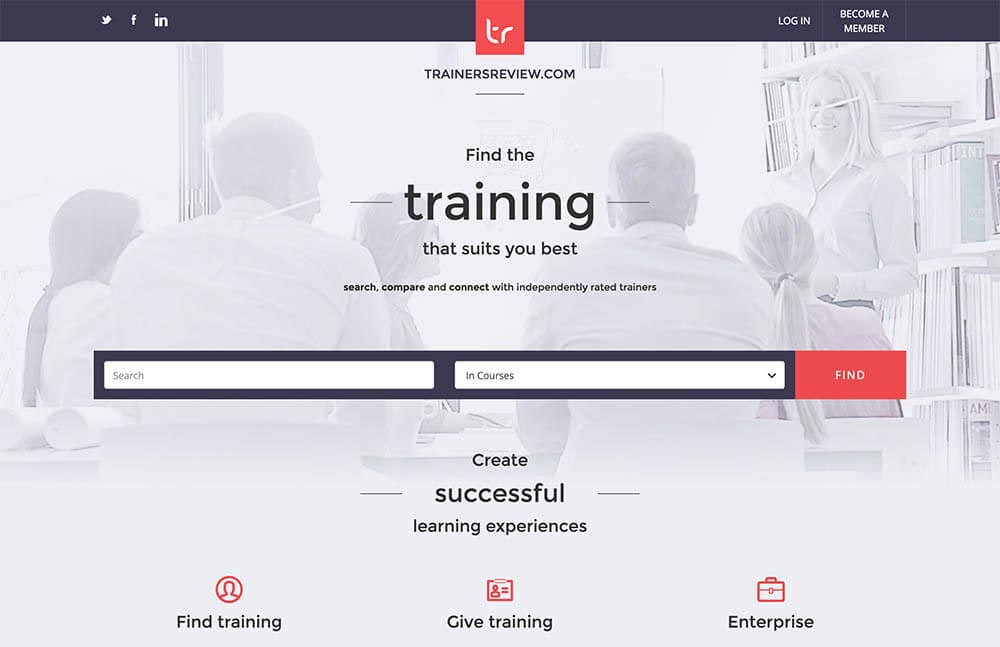 LOG IN
BECOME A
MEMBER
tr
TRAINERSREVIEW.COM
Find the
training
that suits you best
search, compare and connect with independently rated trainers
Search
In Courses
FIND
Create
successful
learning experiences
Find training
Give training
Enterprise